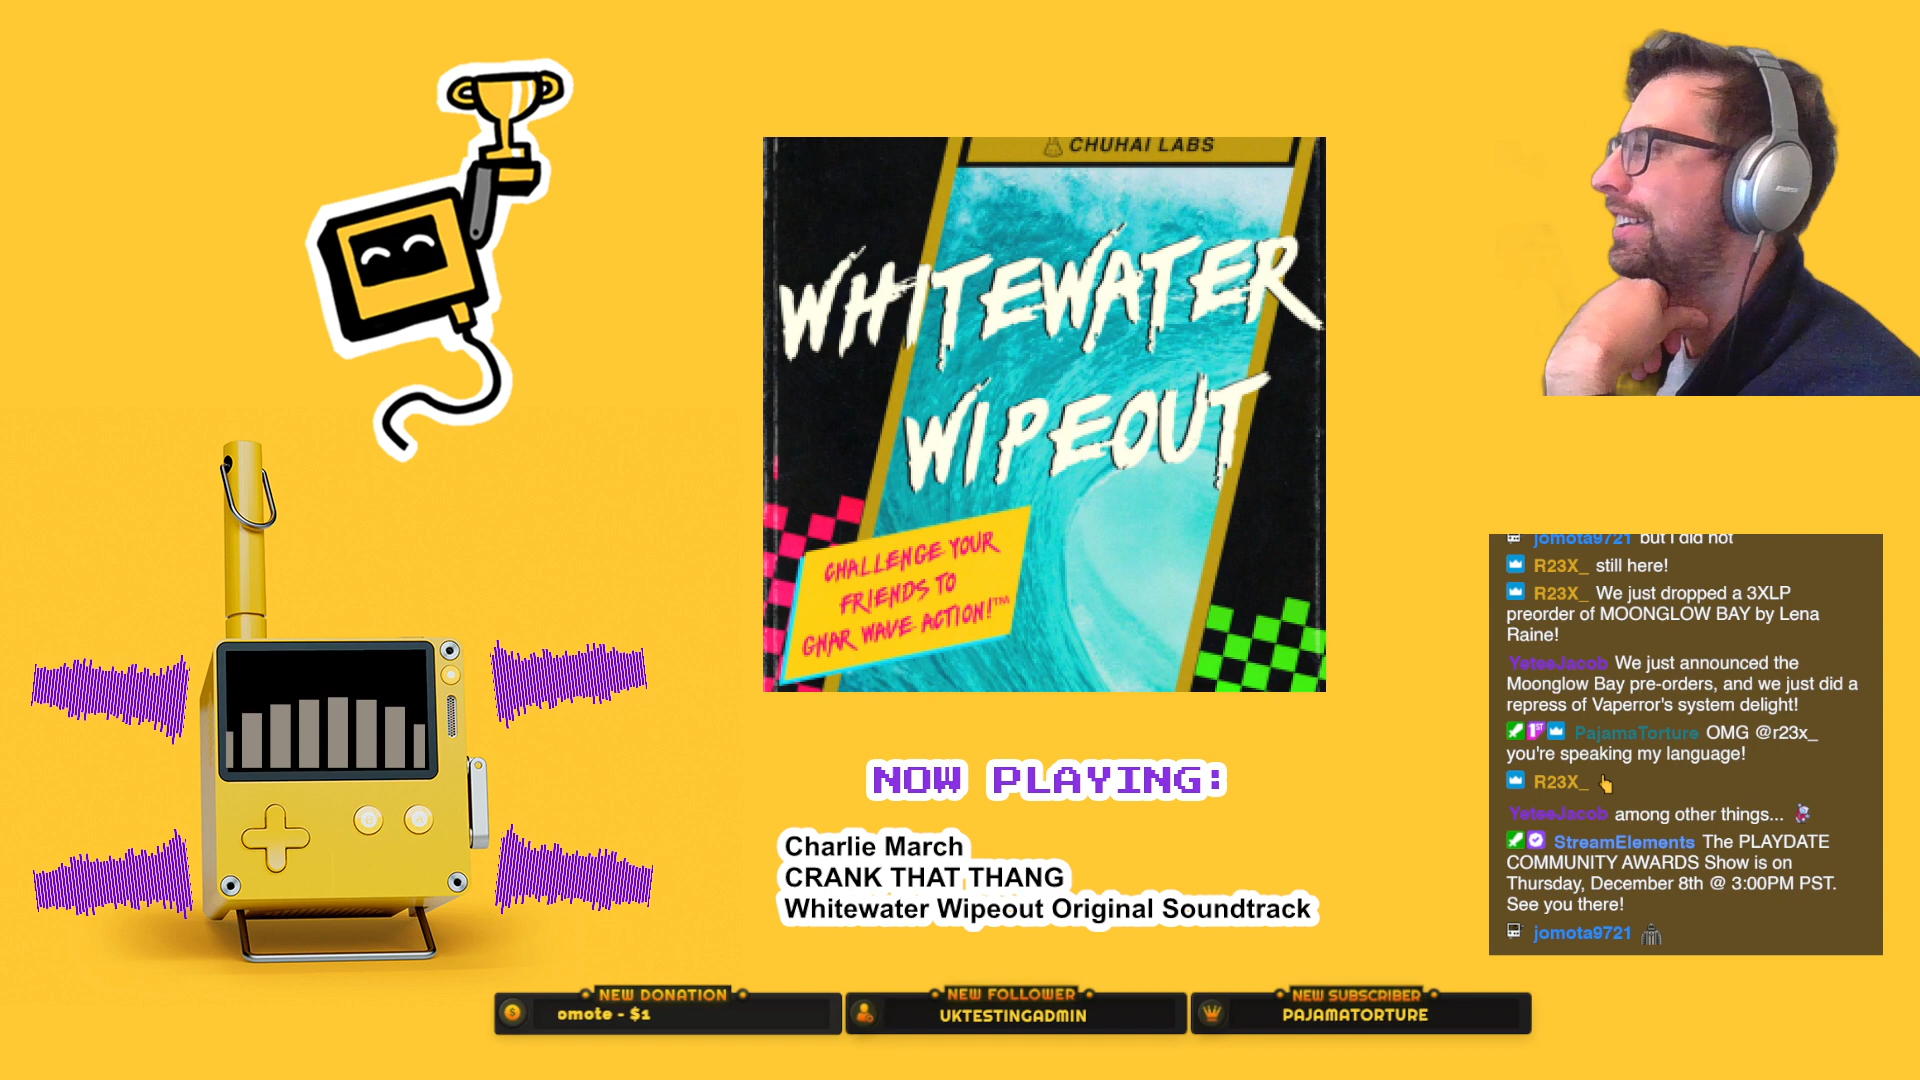 CHUHAI LABS
WHITEWATER
WIPEOUT
CHALLENGE YOUR
FRIENDS TO
GNAR WAVE ACTION!™
NOW PLAYING:
Charlie March
CRANK THAT THANG
Whitewater Wipeout Original Soundtrack
jomota9721 but I did not
R23X_ still here!
R23X_ We just dropped a 3XLP
preorder of MOONGLOW BAY by Lena
Raine!
YeteeJacob We just announced the
Moonglow Bay pre-orders, and we just did a
repress of Vaperror's system delight!
1ST PajamaTorture OMG @r23x_
you're speaking my language!
R23X_
YeteeJacob among other things...
StreamElements The PLAYDATE
COMMUNITY AWARDS Show is on
Thursday, December 8th @ 3:00PM PST.
See you there!
jomota9721
NEW DONATION
omote - $1
NEW FOLLOWER
UKTESTINGADMIN
NEW SUBSCRIBER
PAJAMATORTURE